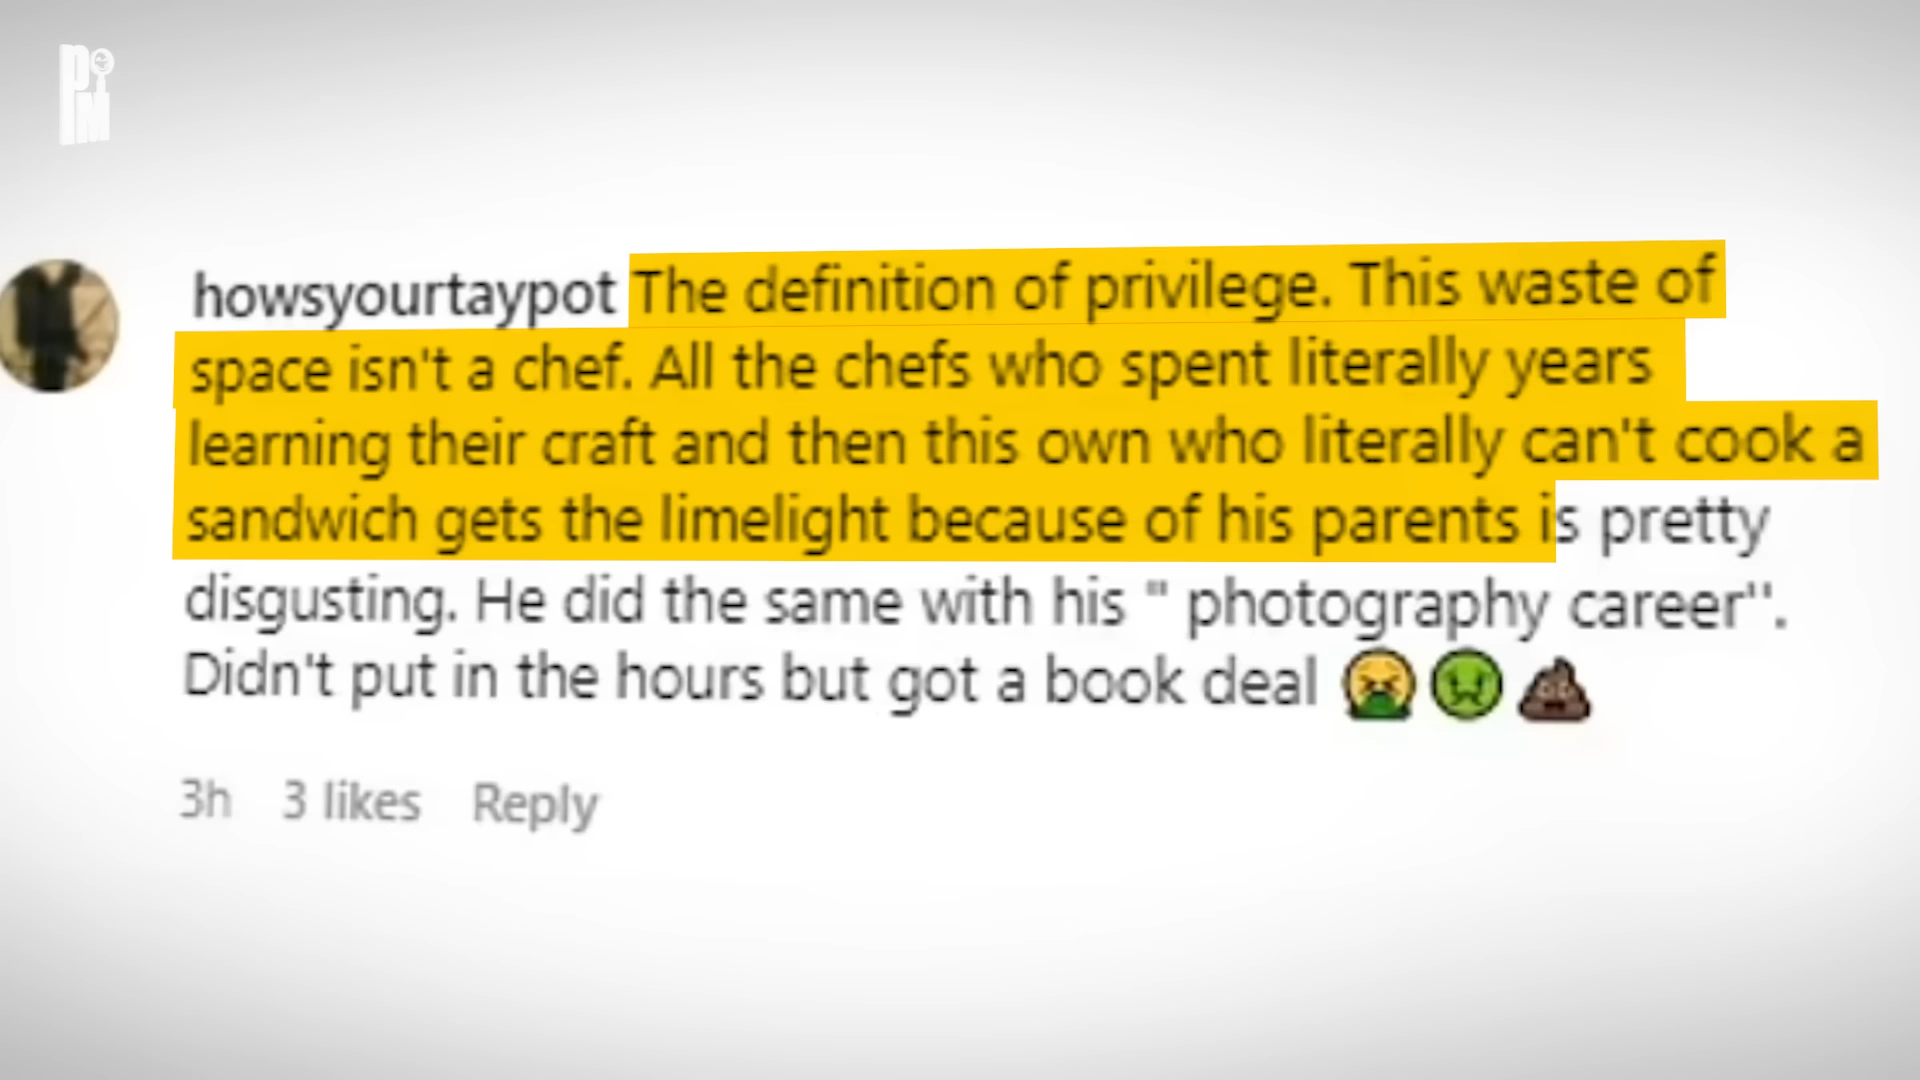 PiM
howsyourtaypot The definition of privilege. This waste of
space isn't a chef. All the chefs who spent literally years
learning their craft and then this own who literally can't cook a
sandwich gets the limelight because of his parents is pretty
disgusting. He did the same with his " photography career".
Didn't put in the hours but got a book deal 🤮🤢💩
3h 3 likes Reply